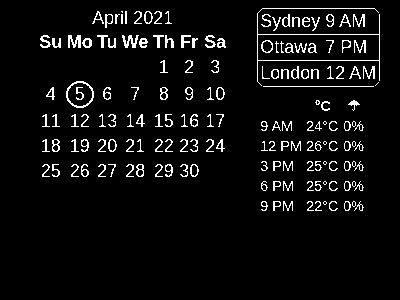 April 2021
Su Mo Tu We Th Fr Sa
1 2 3
4 5 6 7 8 9 10
11 12 13 14 15 16 17
18 19 20 21 22 23 24
25 26 27 28 29 30
Sydney 9 AM
Ottawa 7 PM
London 12 AM
°C
9 AM 24°C 0%
12 PM 26°C 0%
3 PM 25°C 0%
6 PM 25°C 0%
9 PM 22°C 0%